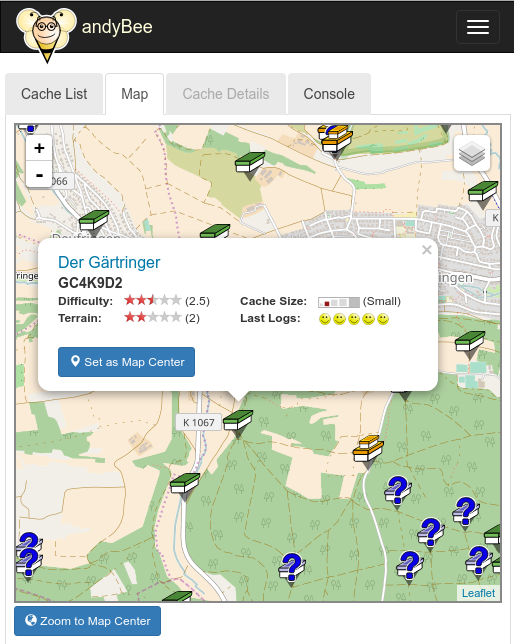 andyBee
Cache List Map Cache Details Console
+
-
066
K
Der Gärtringer
GC4K9D2
Difficulty: (2.5) Cache Size: (Small)
Terrain: (2) Last Logs:
Set as Map Center
ingen
K 1067
Leaflet
Zoom to Map Center